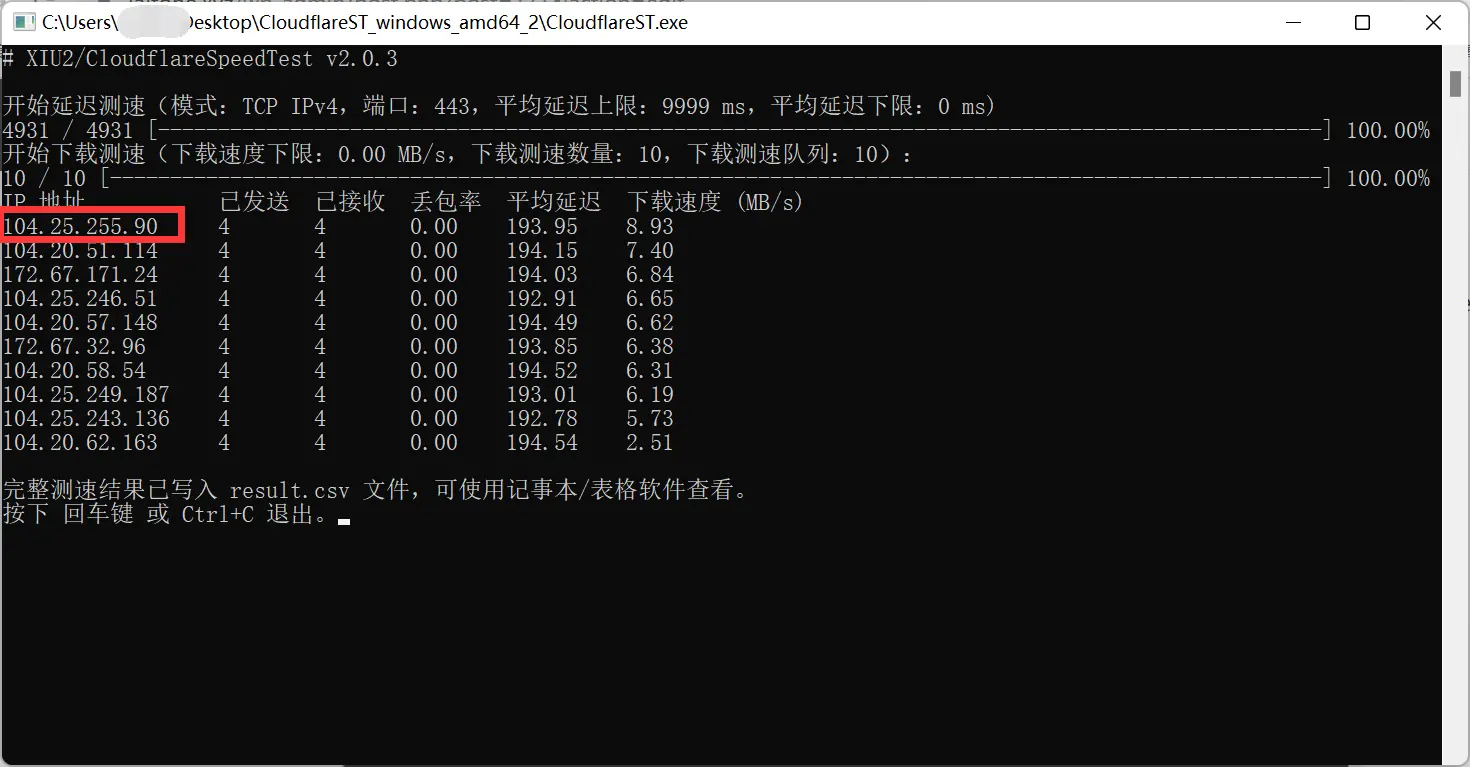 C:\Users\ Desktop\CloudflareST_windows_amd64_2\CloudflareST.exe
# XIU2/CloudflareSpeedTest v2.0.3
开始延迟测速（模式：TCP IPv4，端口：443，平均延迟上限：9999 ms，平均延迟下限：0 ms)
4931 / 4931 [-----------------------------------------------------------------------------------------------] 100.00%
开始下载测速（下载速度下限：0.00 MB/s，下载测速数量：10，下载测速队列：10）：
10 / 10 [---------------------------------------------------------------------------------------------------] 100.00%
IP 地址 已发送 已接收 丢包率 平均延迟 下载速度 (MB/s)
104.25.255.90 4 4 0.00 193.95 8.93
104.20.51.114 4 4 0.00 194.15 7.40
172.67.171.24 4 4 0.00 194.03 6.84
104.25.246.51 4 4 0.00 192.91 6.65
104.20.57.148 4 4 0.00 194.49 6.62
172.67.32.96 4 4 0.00 193.85 6.38
104.20.58.54 4 4 0.00 194.52 6.31
104.25.249.187 4 4 0.00 193.01 6.19
104.25.243.136 4 4 0.00 192.78 5.73
104.20.62.163 4 4 0.00 194.54 2.51
完整测速结果已写入 result.csv 文件，可使用记事本/表格软件查看。
按下 回车键 或 Ctrl+C 退出。